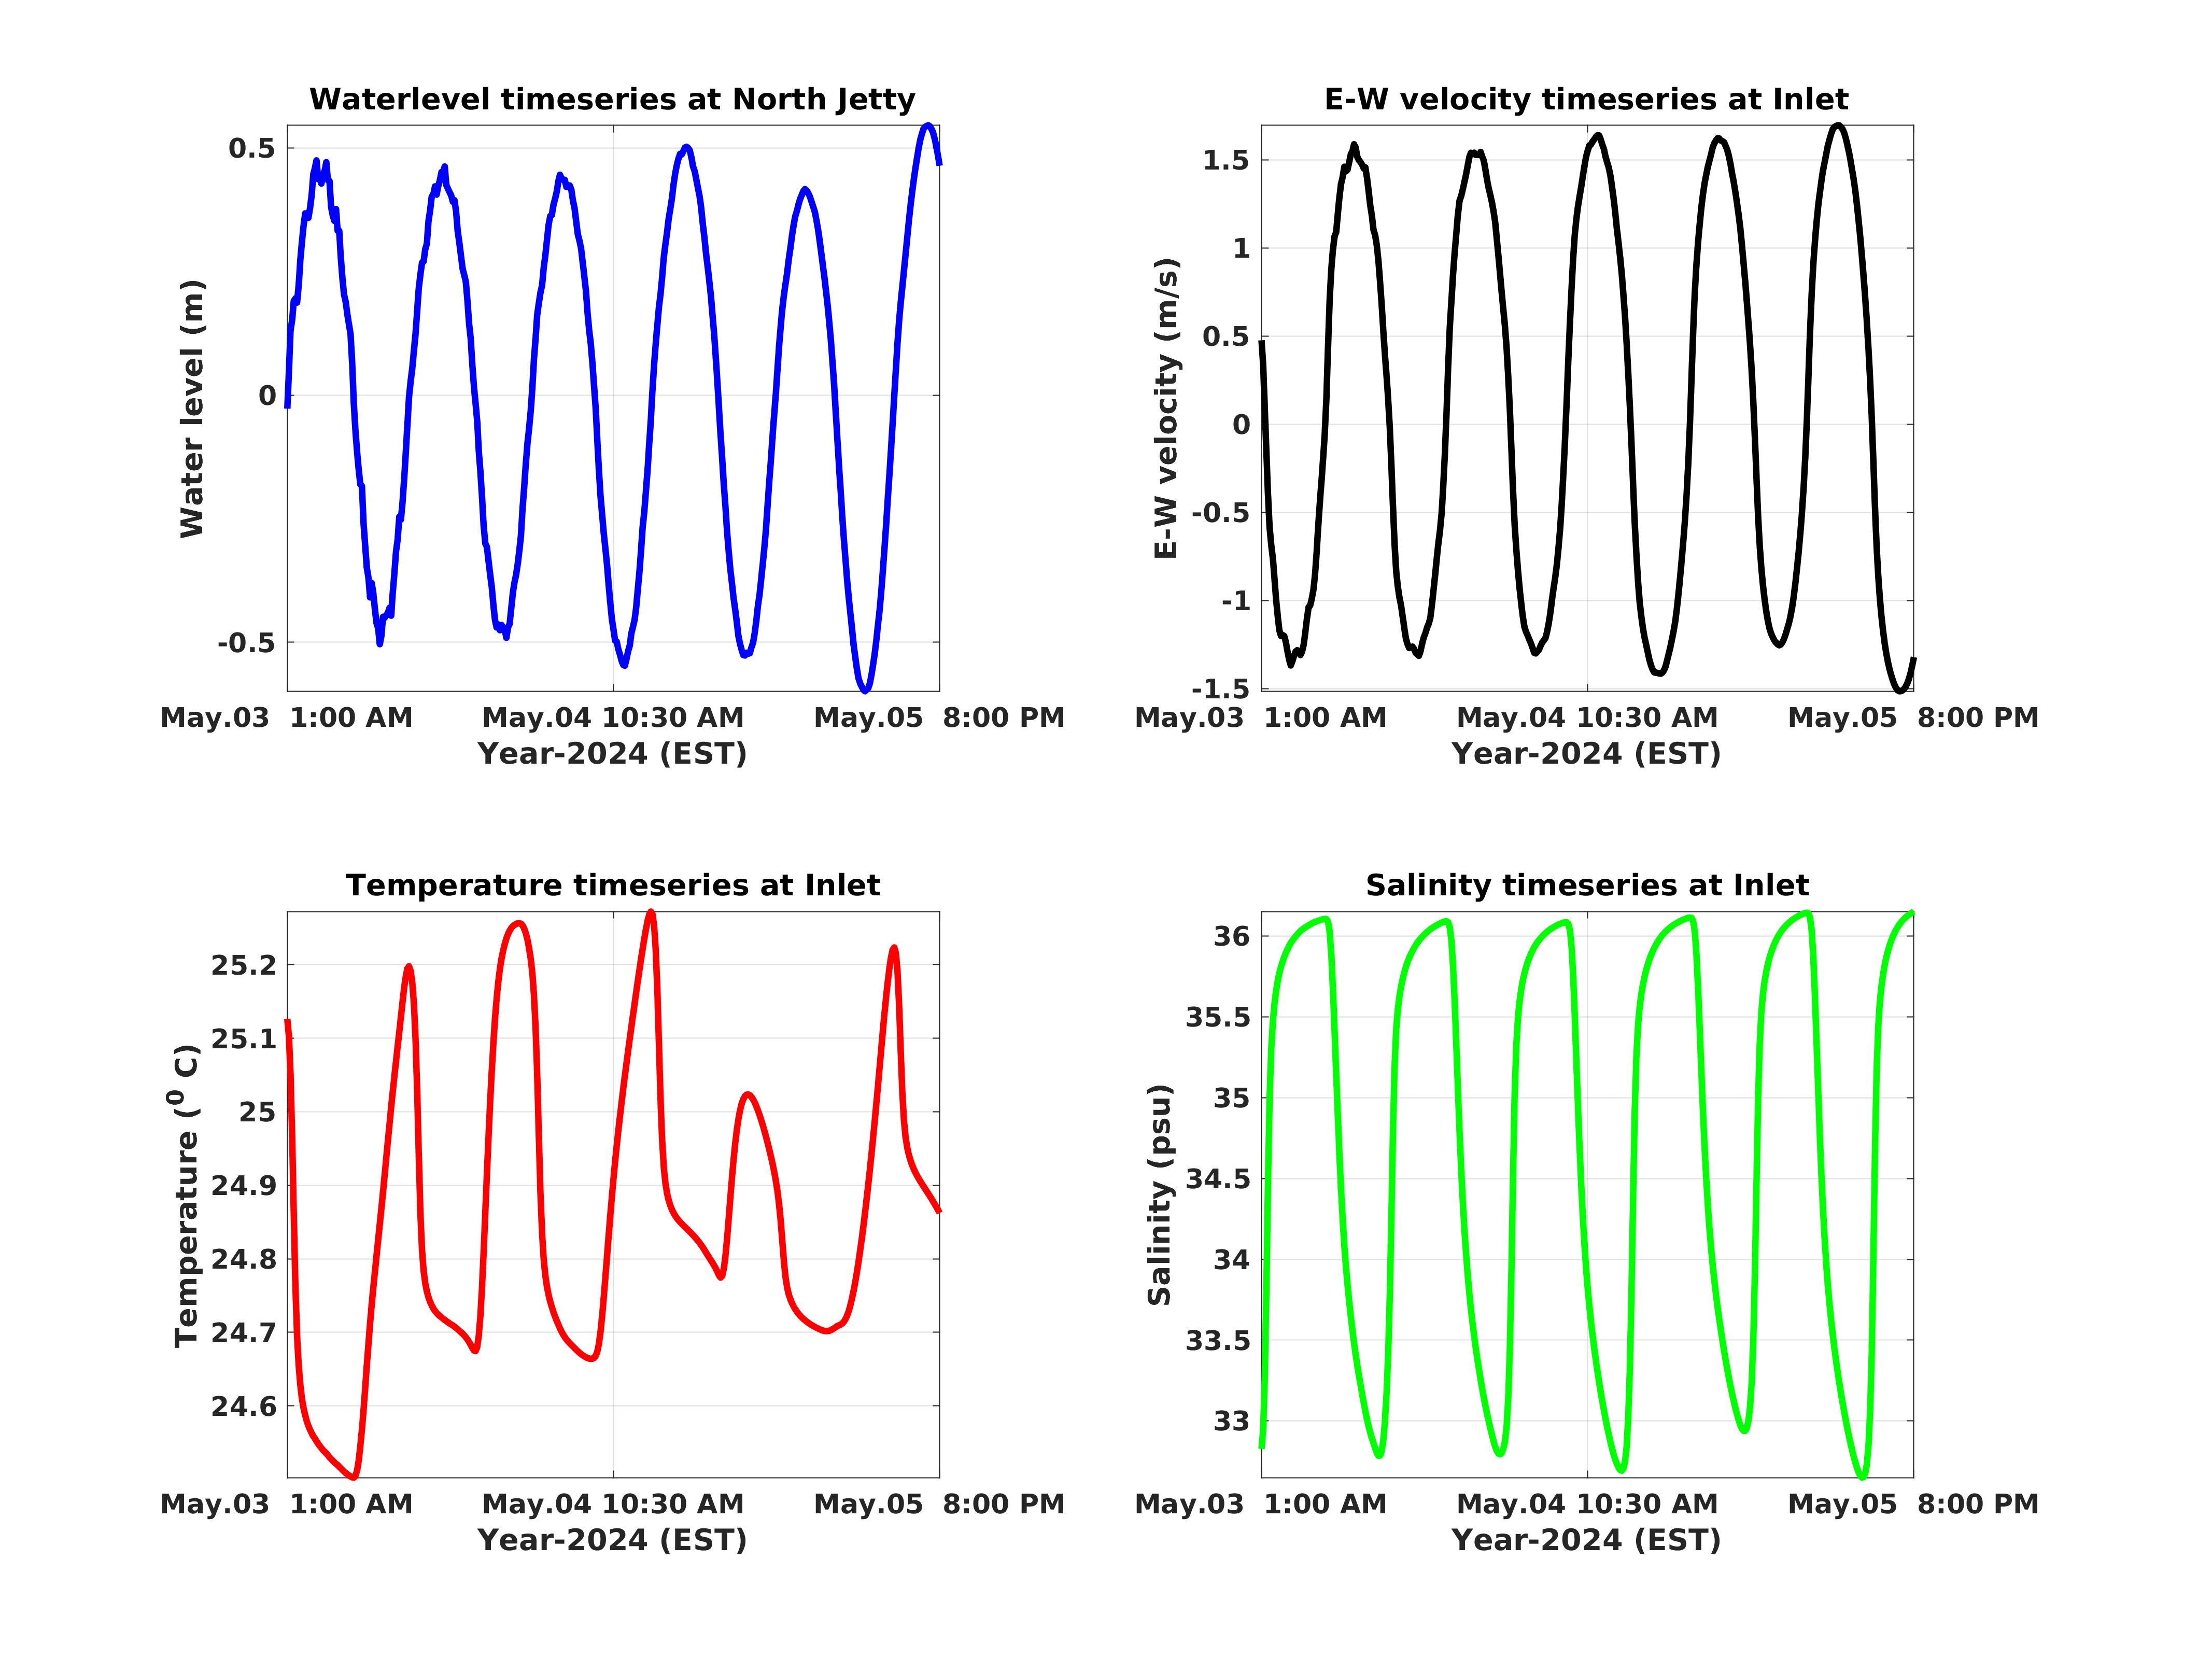 Waterlevel timeseries at North Jetty
0.5
0
-0.5
Water level (m)
May.03 1:00 AM May.04 10:30 AM May.05 8:00 PM
Year-2024 (EST)
E-W velocity timeseries at Inlet
1.5
1
0.5
0
-0.5
-1
-1.5
E-W velocity (m/s)
May.03 1:00 AM May.04 10:30 AM May.05 8:00 PM
Year-2024 (EST)
Temperature timeseries at Inlet
25.2
25.1
25
24.9
24.8
24.7
24.6
Temperature (⁰ C)
May.03 1:00 AM May.04 10:30 AM May.05 8:00 PM
Year-2024 (EST)
Salinity timeseries at Inlet
36
35.5
35
34.5
34
33.5
33
Salinity (psu)
May.03 1:00 AM May.04 10:30 AM May.05 8:00 PM
Year-2024 (EST)